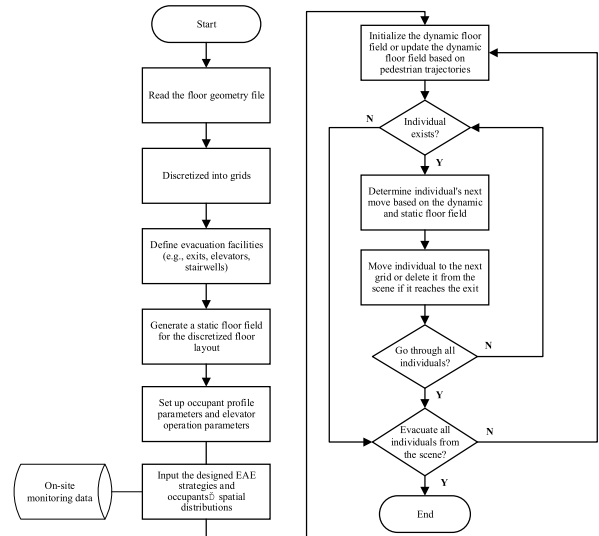 Start
Read the floor geometry file
Discretized into grids
Define evacuation facilities
(e.g., exits, elevators,
stairwells)
Generate a static floor field
for the discretized floor
layout
Set up occupant profile
parameters and elevator
operation parameters
On-site
monitoring data
Input the designed EAE
strategies and
occupants spatial
distributions
Initialize the dynamic floor
field or update the dynamic
floor field based on
pedestrian trajectories
N
Individual
exists?
Y
Determine individual's next
move based on the dynamic
and static floor field
Move individual to the next
grid or delete it from the
scene if it reaches the exit
Go through all
individuals?
N
Y
Evacuate all
individuals from
the scene?
N
Y
End